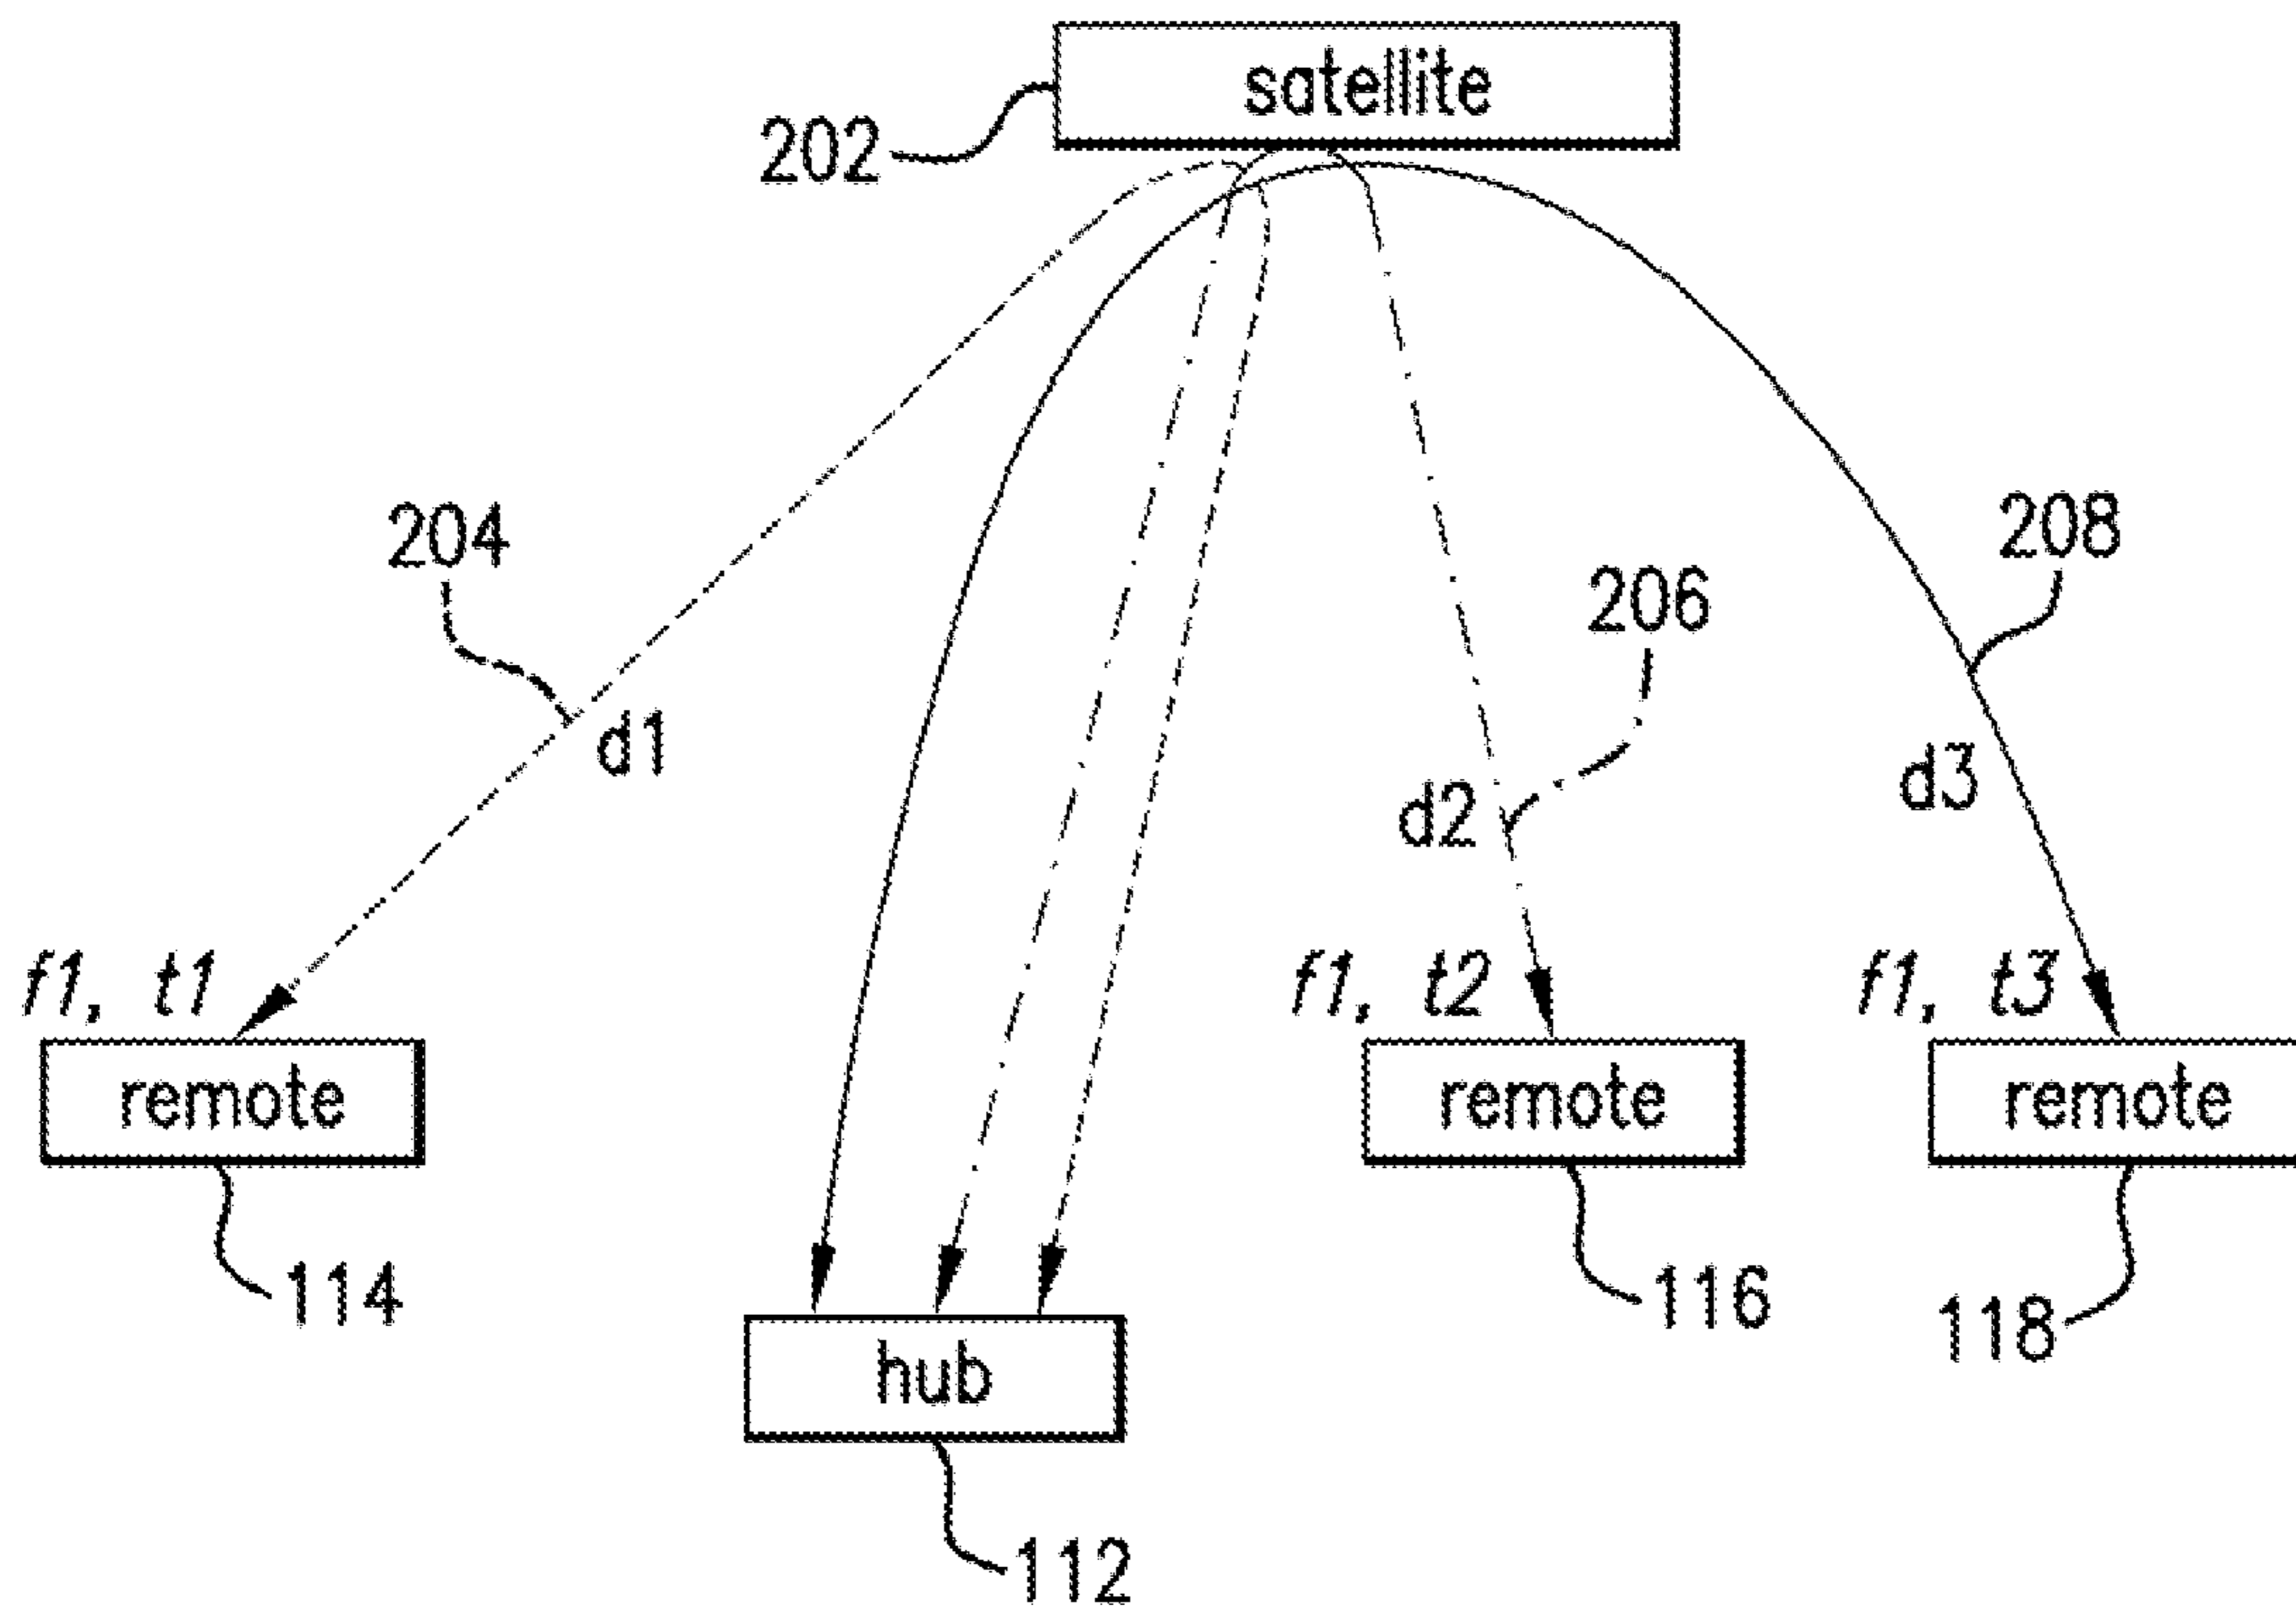 satellite
202
204
208
206
d1
d3
d2
f1, t1
f1, t2
f1, t3
remote
remote
remote
114
116
118
hub
112